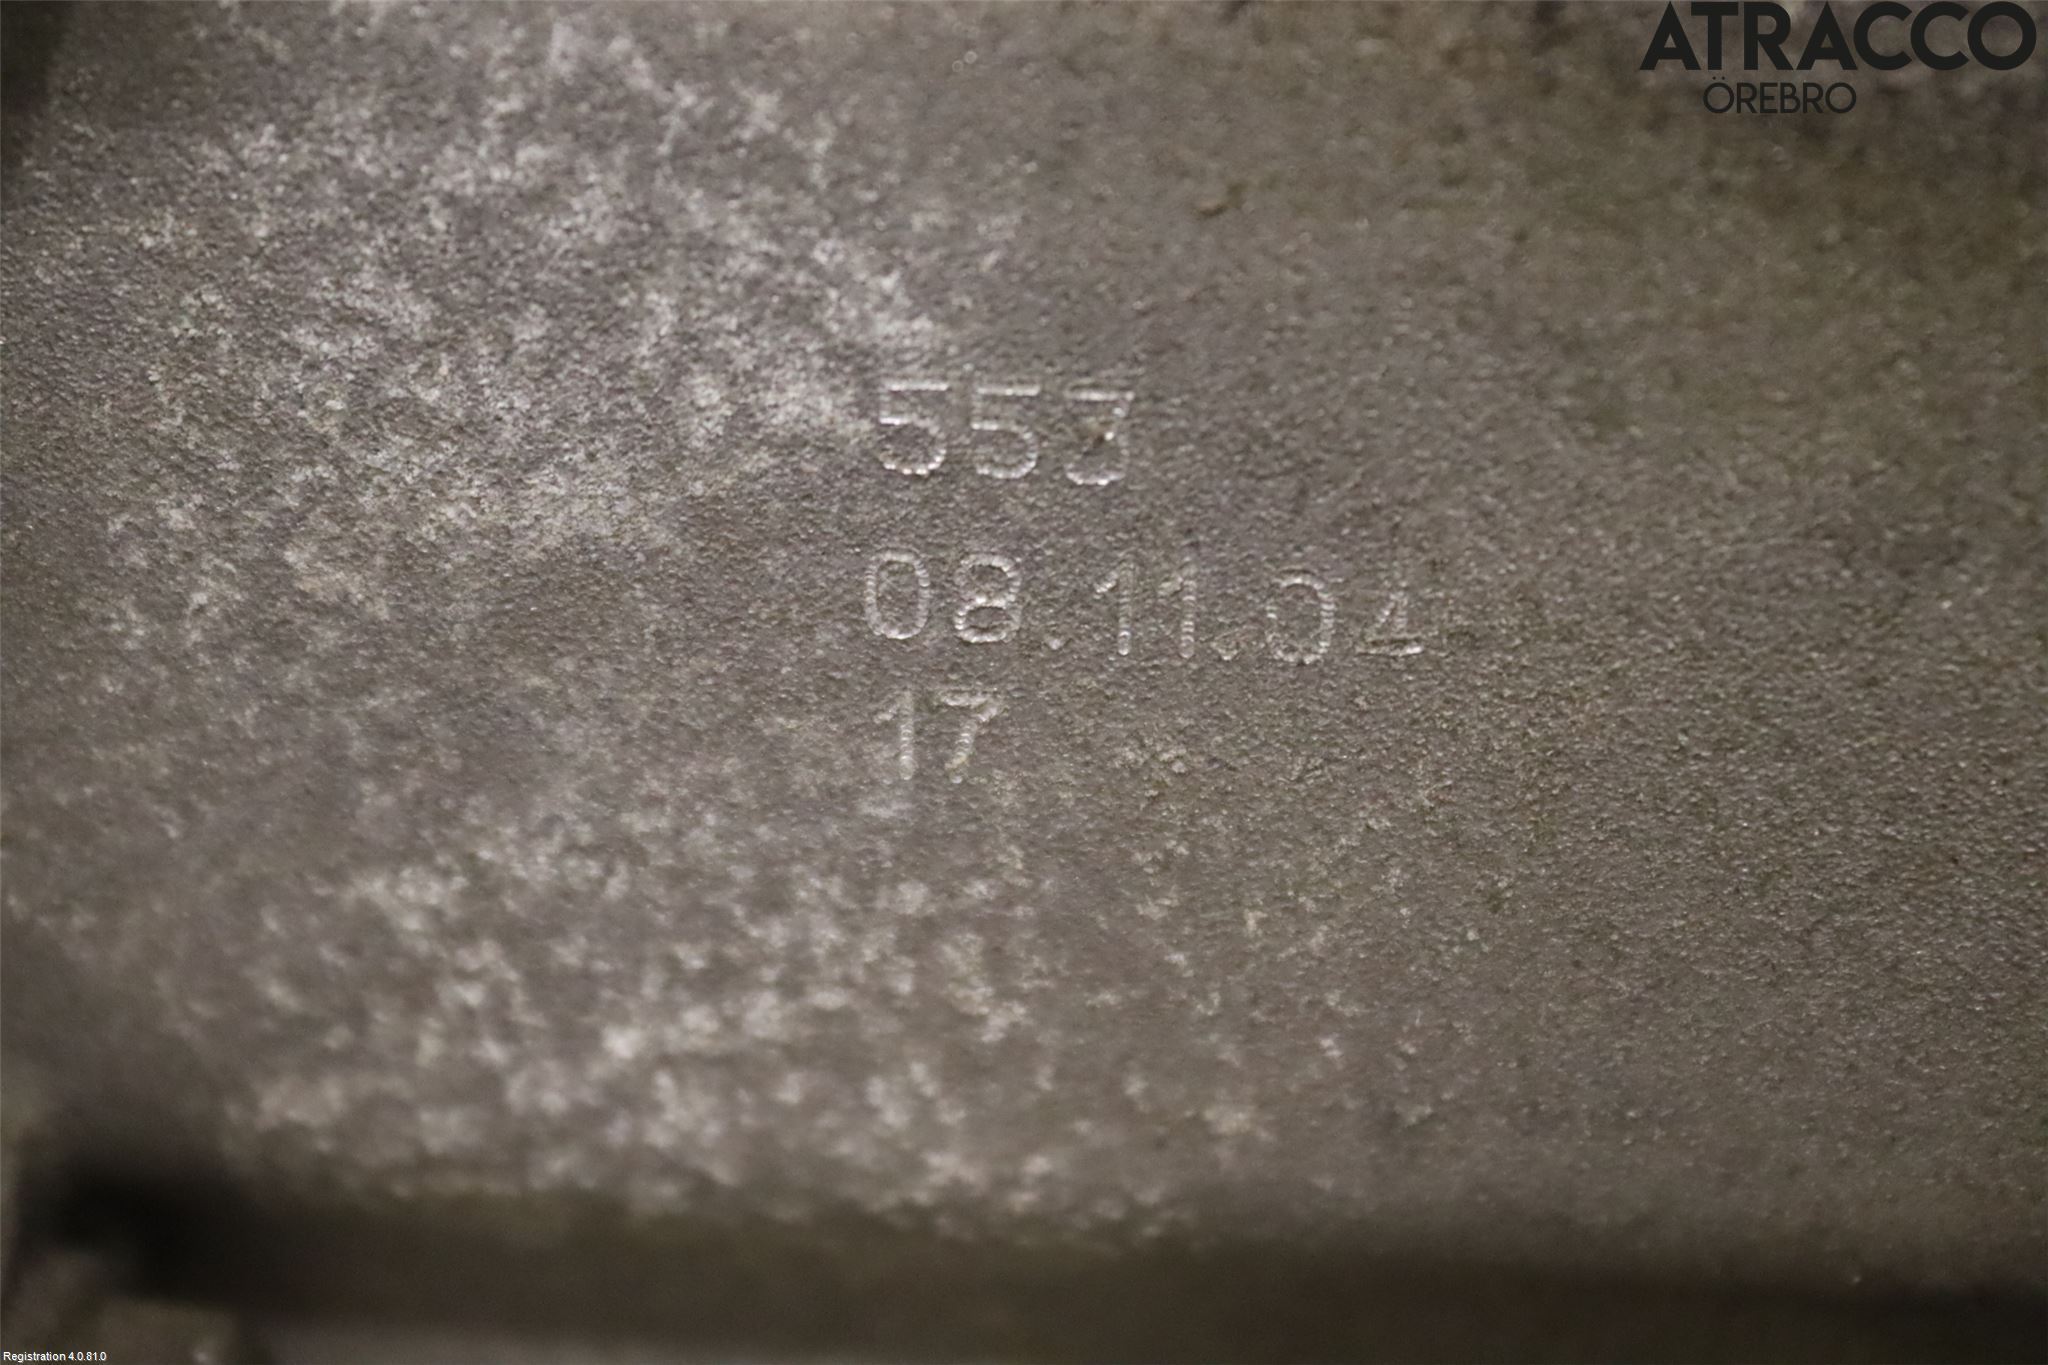 ATRACCO
ÖREBRO
553
08.11.04
17
Registration 4.0.81.0